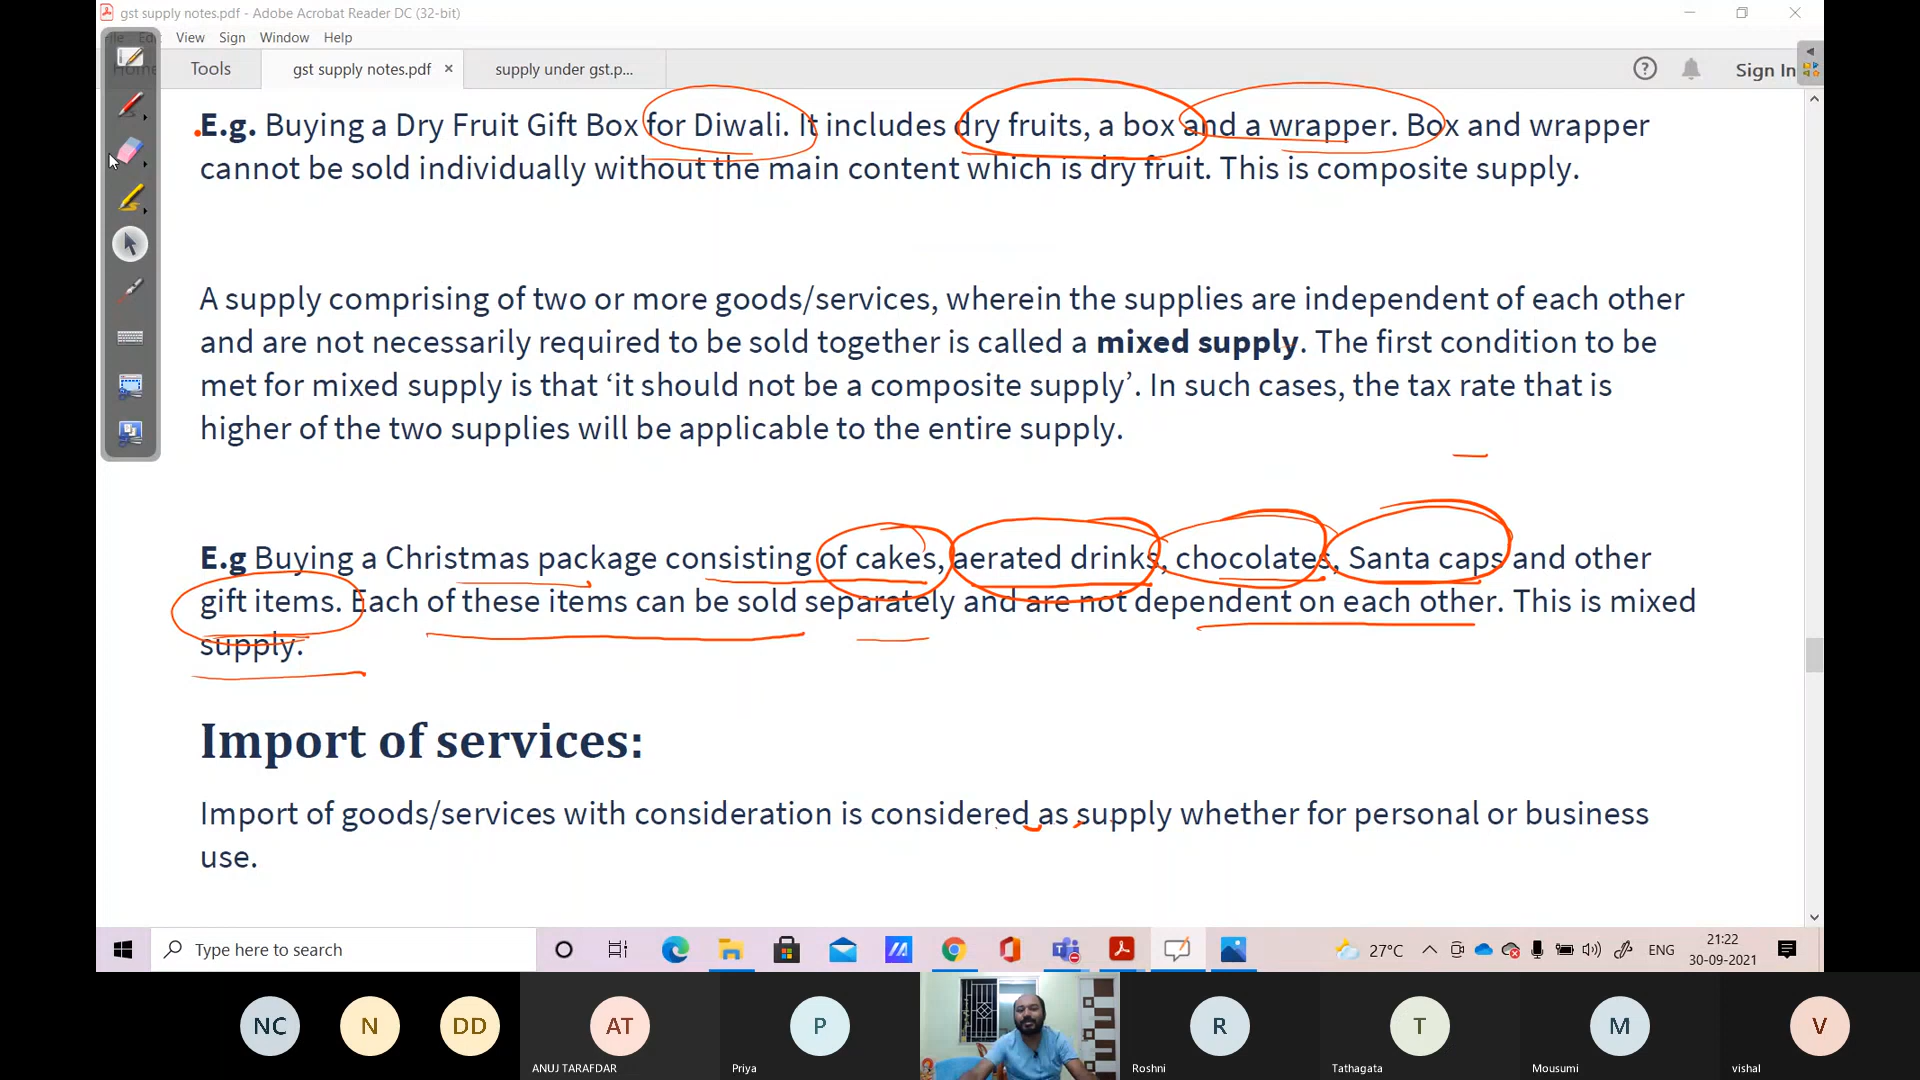 gst supply notes.pdf - Adobe Acrobat Reader DC (32-bit)
View Sign Window Help
Tools gst supply notes.pdf × supply under gst.p... Sign In
E.g. Buying a Dry Fruit Gift Box for Diwali. It includes dry fruits, a box and a wrapper. Box and wrapper
cannot be sold individually without the main content which is dry fruit. This is composite supply.
A supply comprising of two or more goods/services, wherein the supplies are independent of each other
and are not necessarily required to be sold together is called a mixed supply. The first condition to be
met for mixed supply is that ‘it should not be a composite supply’. In such cases, the tax rate that is
higher of the two supplies will be applicable to the entire supply.
E.g Buying a Christmas package consisting of cakes, aerated drinks, chocolates, Santa caps and other
gift items. Each of these items can be sold separately and are not dependent on each other. This is mixed
supply.
Import of services:
Import of goods/services with consideration is considered as supply whether for personal or business
use.
Type here to search 27°C ENG 21:22
30-09-2021
NC N DD AT P R T M V
ANUJ TARAFDAR Priya Roshni Tathagata Mousumi vishal